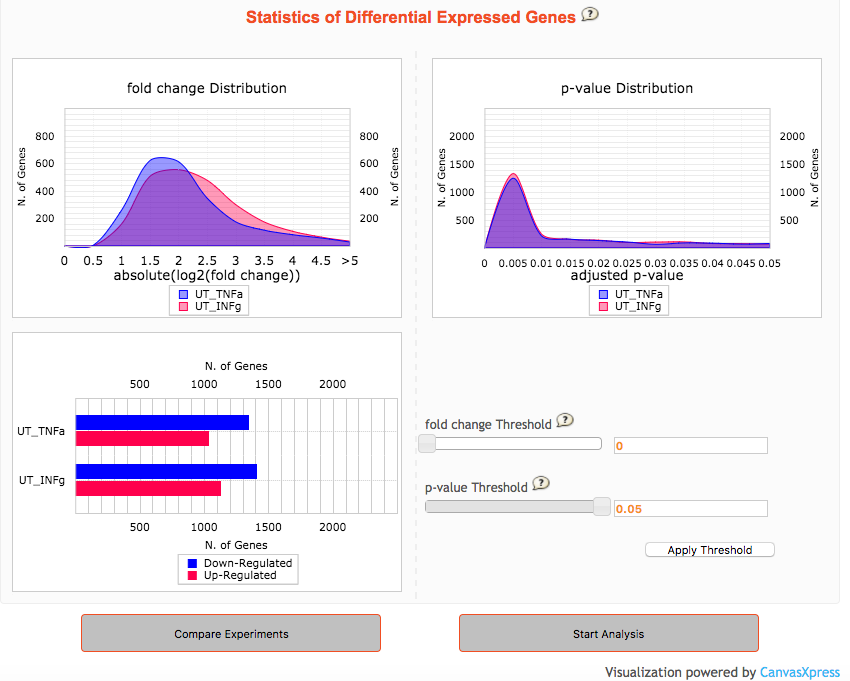 Statistics of Differential Expressed Genes ?
fold change Distribution
N. of Genes
800
600
400
200
800
600
400
200
N. of Genes
0 0.5 1 1.5 2 2.5 3 3.5 4 4.5 >5
absolute(log2(fold change))
UT_TNFa
UT_INFg
p-value Distribution
N. of Genes
2000
1500
1000
500
2000
1500
1000
500
N. of Genes
0 0.005 0.01 0.015 0.02 0.025 0.03 0.035 0.04 0.045 0.05
adjusted p-value
UT_TNFa
UT_INFg
N. of Genes
500 1000 1500 2000
UT_TNFa
UT_INFg
500 1000 1500 2000
N. of Genes
Down-Regulated
Up-Regulated
fold change Threshold ?
0
p-value Threshold ?
0.05
Apply Threshold
Compare Experiments
Start Analysis
Visualization powered by CanvasXpress